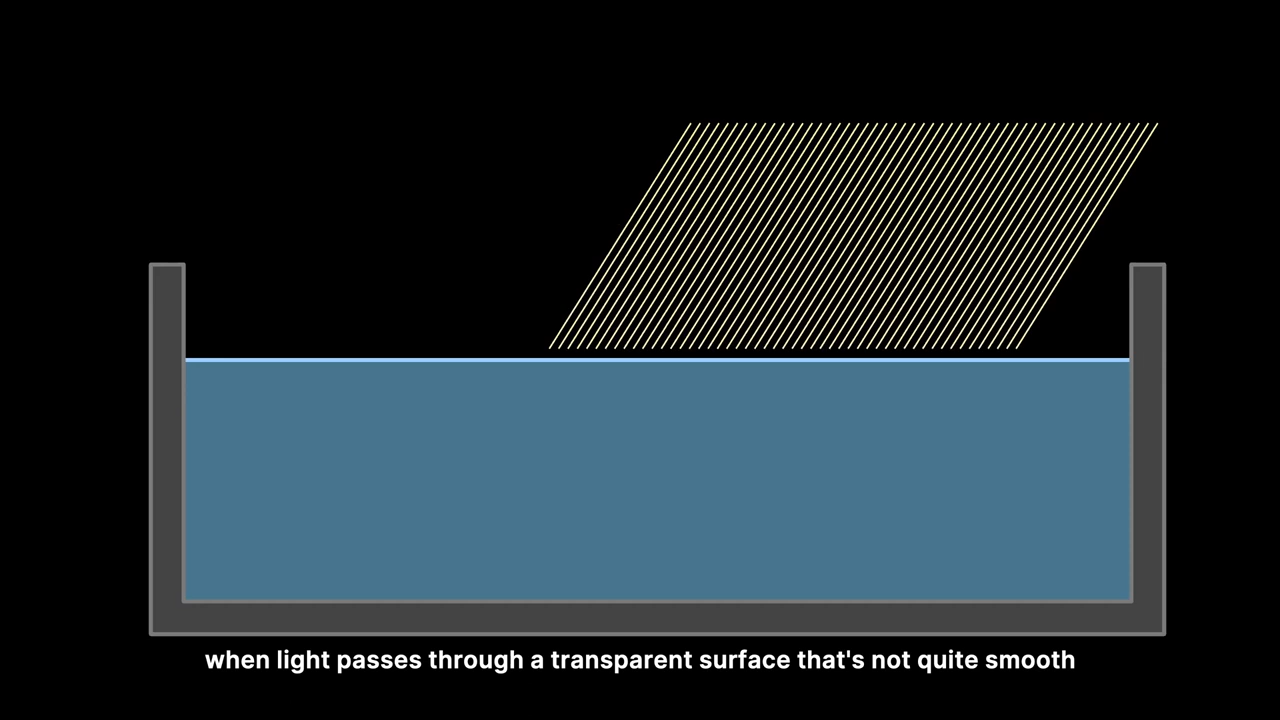 when light passes through a transparent surface that's not quite smooth